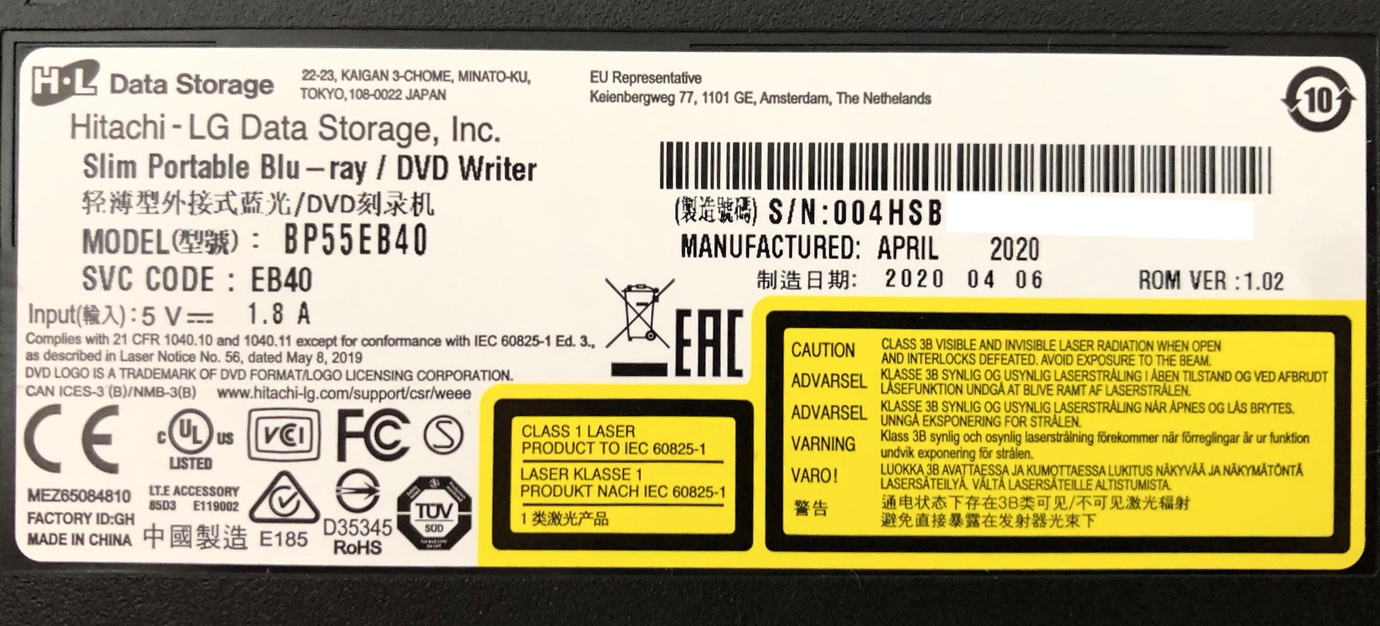 H·L Data Storage
22-23, KAIGAN 3-CHOME, MINATO-KU,
TOKYO,108-0022 JAPAN
EU Representative
Keienbergweg 77, 1101 GE, Amsterdam, The Nethelands
10
Hitachi-LG Data Storage, Inc.
Slim Portable Blu-ray / DVD Writer
轻薄型外接式蓝光/DVD刻录机
MODEL(型號) : BP55EB40
SVC CODE : EB40
Input(輸入) : 5 V 1.8 A
(製造號碼) S/N:004HSB
MANUFACTURED: APRIL 2020
制造日期: 2020 04 06
ROM VER :1.02
Complies with 21 CFR 1040.10 and 1040.11 except for conformance with IEC 60825-1 Ed. 3.,
as described in Laser Notice No. 56, dated May 8, 2019
DVD LOGO IS A TRADEMARK OF DVD FORMAT/LOGO LICENSING CORPORATION.
CAN ICES-3 (B)/NMB-3(B) www.hitachi-lg.com/support/csr/weee
EAC
CE
c UL us
LISTED
VCI
FC
S
MEZ65084810
FACTORY ID:GH
MADE IN CHINA
I.T.E ACCESSORY
85D3 E119002
中國製造
E185
D35345
RoHS
TÜV
SÜD
CLASS 1 LASER
PRODUCT TO IEC 60825-1
LASER KLASSE 1
PRODUKT NACH IEC 60825-1
1 类激光产品
CAUTION CLASS 3B VISIBLE AND INVISIBLE LASER RADIATION WHEN OPEN
AND INTERLOCKS DEFEATED. AVOID EXPOSURE TO THE BEAM.
ADVARSEL KLASSE 3B SYNLIG OG USYNLIG LASERSTRÅLING I ÅBEN TILSTAND OG VED AFBRUDT
LÅSEFUNKTION UNDGÅ AT BLIVE RAMT AF LASERSTRÅLEN.
ADVARSEL KLASSE 3B SYNLIG OG USYNLIG LASERSTRÅLING NÅR ÅPNES OG LÅS BRYTES.
UNNGÅ EKSPONERING FOR STRÅLEN.
VARNING Klass 3B synlig och osynlig laserstrålning förekommer när förreglingar är ur funktion
undvik exponering för strålen.
VARO! LUOKKA 3B AVATTAESSA JA KUMOTTAESSA LUKITUS NÄKYVÄÄ JA NÄKYMÄTÖNTÄ
LASERSÄTEILYÄ. VÄLTÄ LASERSÄTEILLE ALTISTUMISTA.
警告 通电状态下存在3B类可见/不可见激光辐射
避免直接暴露在发射器光束下